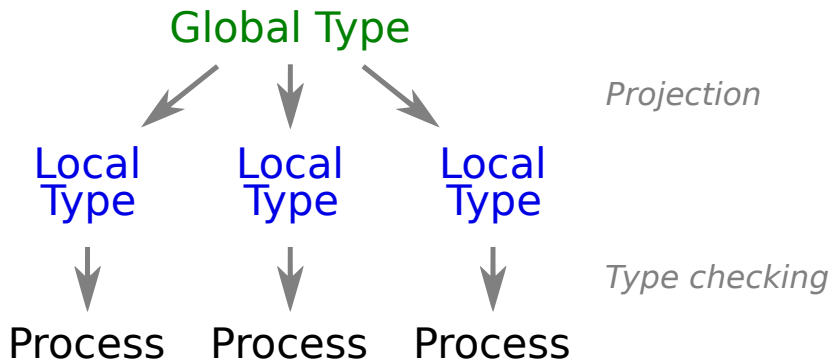 Global Type
Projection
Local Local Local
Type Type Type
Type checking
Process Process Process